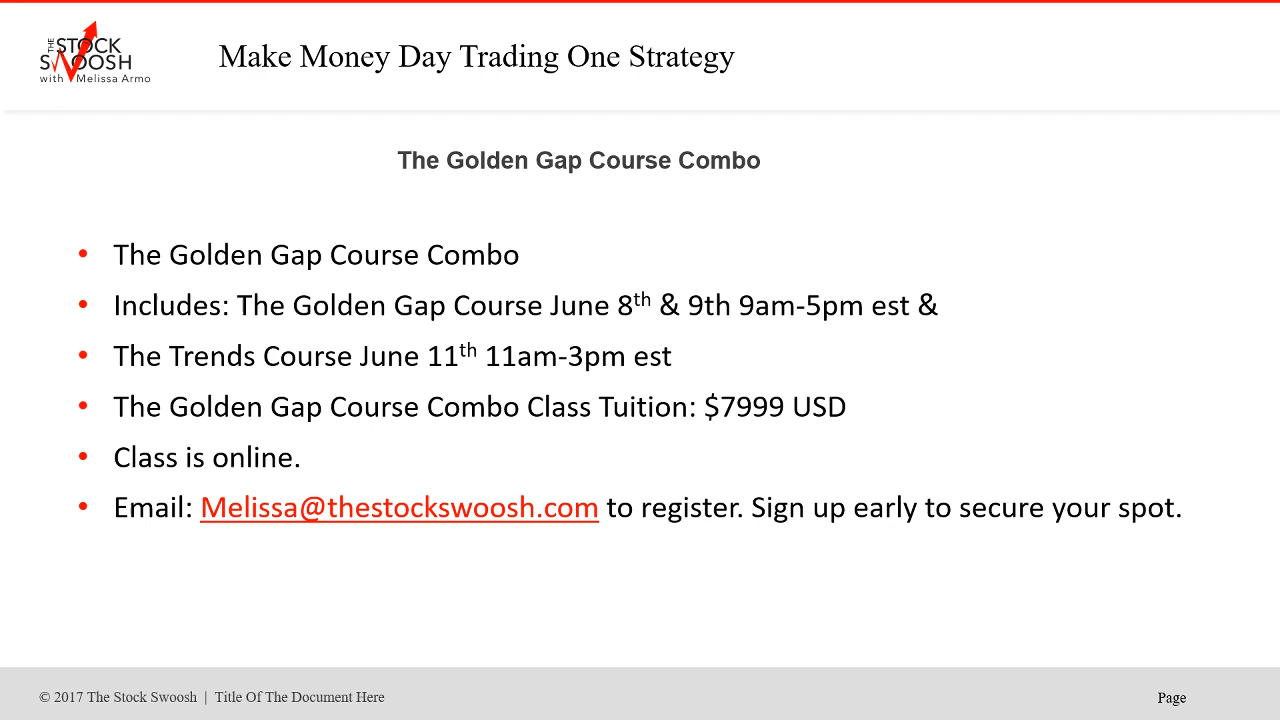 THE STOCK SWOOSH
with Melissa Armo
Make Money Day Trading One Strategy
The Golden Gap Course Combo
• The Golden Gap Course Combo
• Includes: The Golden Gap Course June 8th & 9th 9am-5pm est &
• The Trends Course June 11th 11am-3pm est
• The Golden Gap Course Combo Class Tuition: $7999 USD
• Class is online.
• Email: Melissa@thestockswoosh.com to register. Sign up early to secure your spot.
© 2017 The Stock Swoosh | Title Of The Document Here
Page